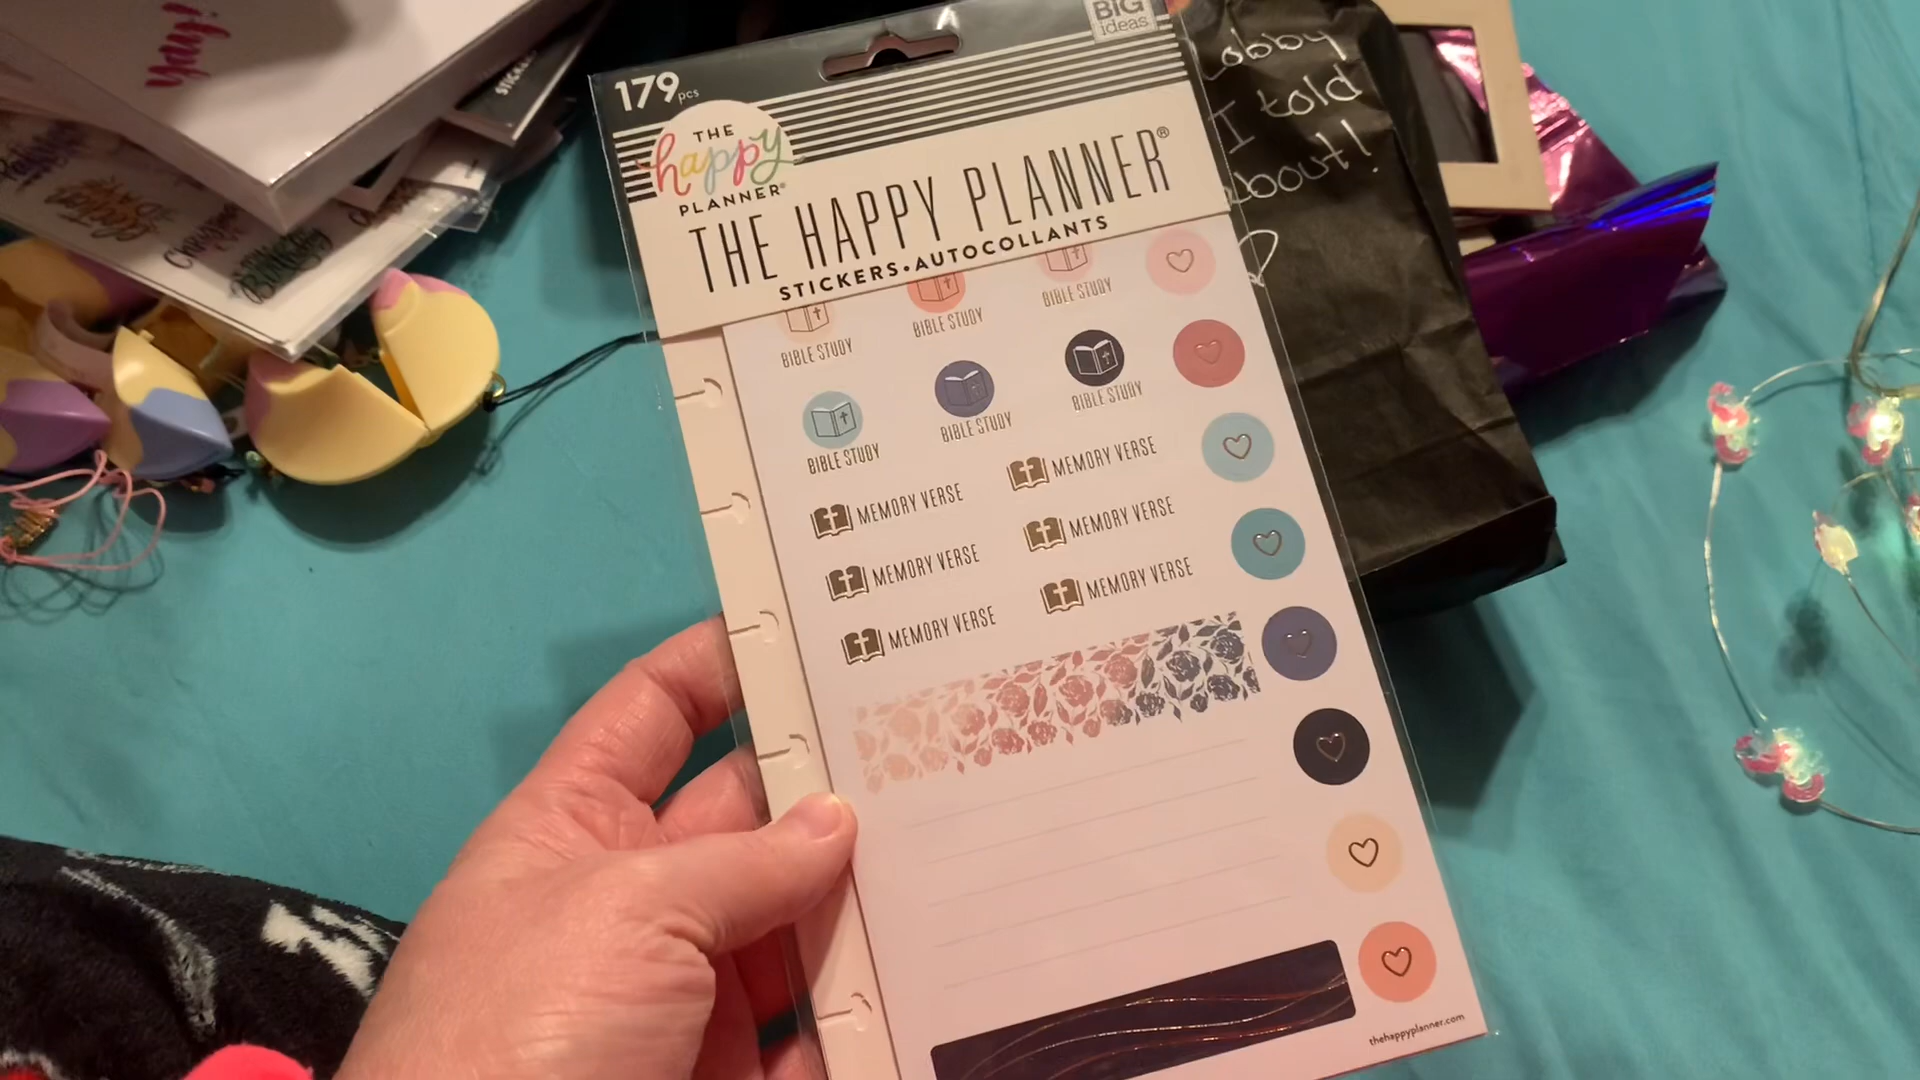 Yay!
STICK
BIG
ideas
179 pcs
THE
happy
PLANNER®
THE HAPPY PLANNER®
STICKERS • AUTOCOLLANTS
I told
about!
BIBLE STUDY
BIBLE STUDY
BIBLE STUDY
BIBLE STUDY
BIBLE STUDY
BIBLE STUDY
MEMORY VERSE
MEMORY VERSE
MEMORY VERSE
MEMORY VERSE
MEMORY VERSE
MEMORY VERSE
thehappyplanner.com